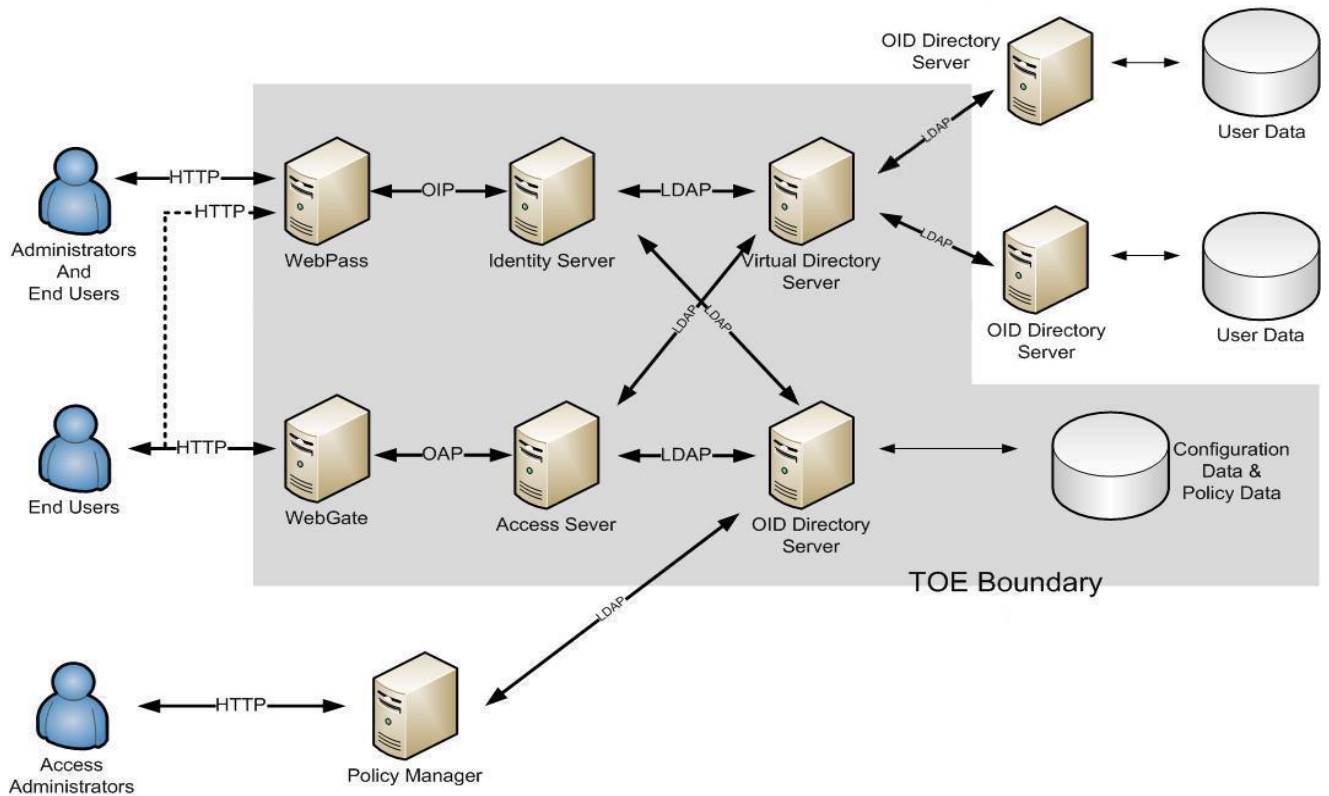 OID Directory
Server
User Data
LDAP
HTTP
OIP
LDAP
LDAP
HTTP
Administrators
And
End Users
WebPass
Identity Server
Virtual Directory
Server
OID Directory
Server
User Data
LDAP
LDAP
HTTP
OAP
LDAP
Configuration
Data &
Policy Data
End Users
WebGate
Access Sever
OID Directory
Server
TOE Boundary
LDAP
HTTP
Access
Administrators
Policy Manager